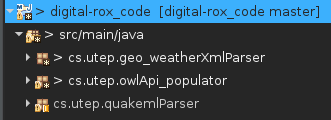 > digital-rox_code [digital-rox_code master]
> src/main/java
> cs.utep.geo_weatherXmlParser
> cs.utep.owlApi_populator
cs.utep.quakemlParser